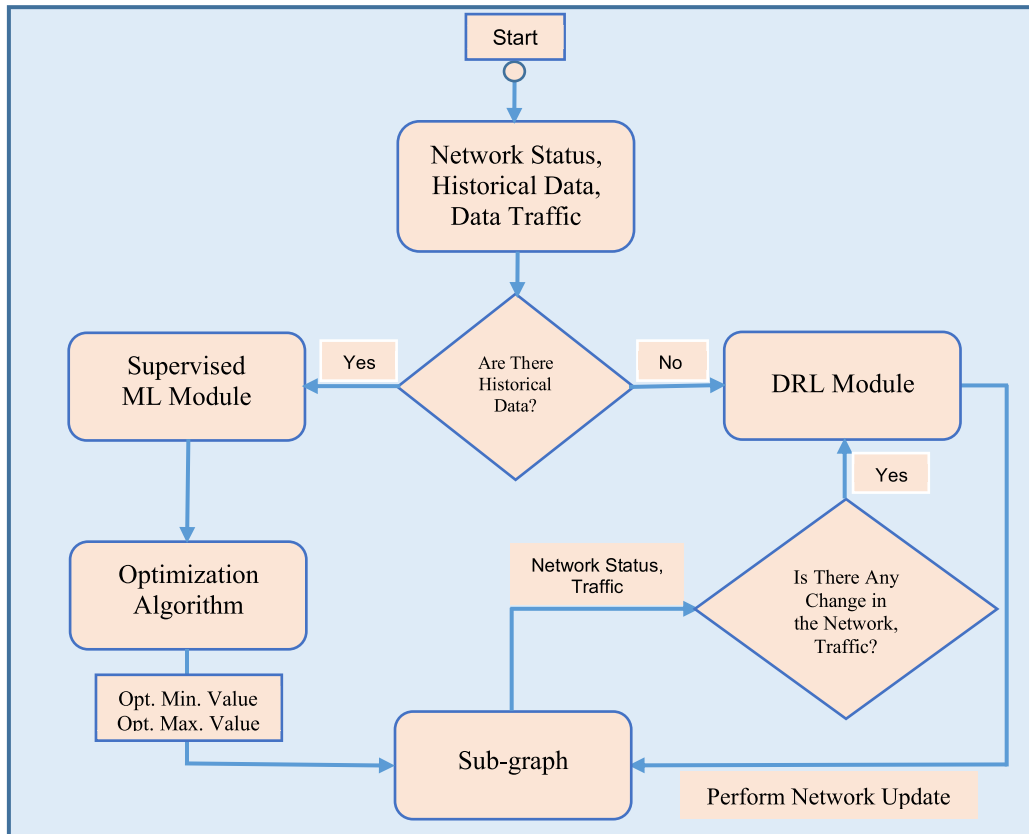 Start
Network Status,
Historical Data,
Data Traffic
Are There
Historical
Data?
Yes
No
Supervised
ML Module
DRL Module
Yes
Optimization
Algorithm
Network Status,
Traffic
Is There Any
Change in
the Network,
Traffic?
Opt. Min. Value
Opt. Max. Value
Sub-graph
Perform Network Update